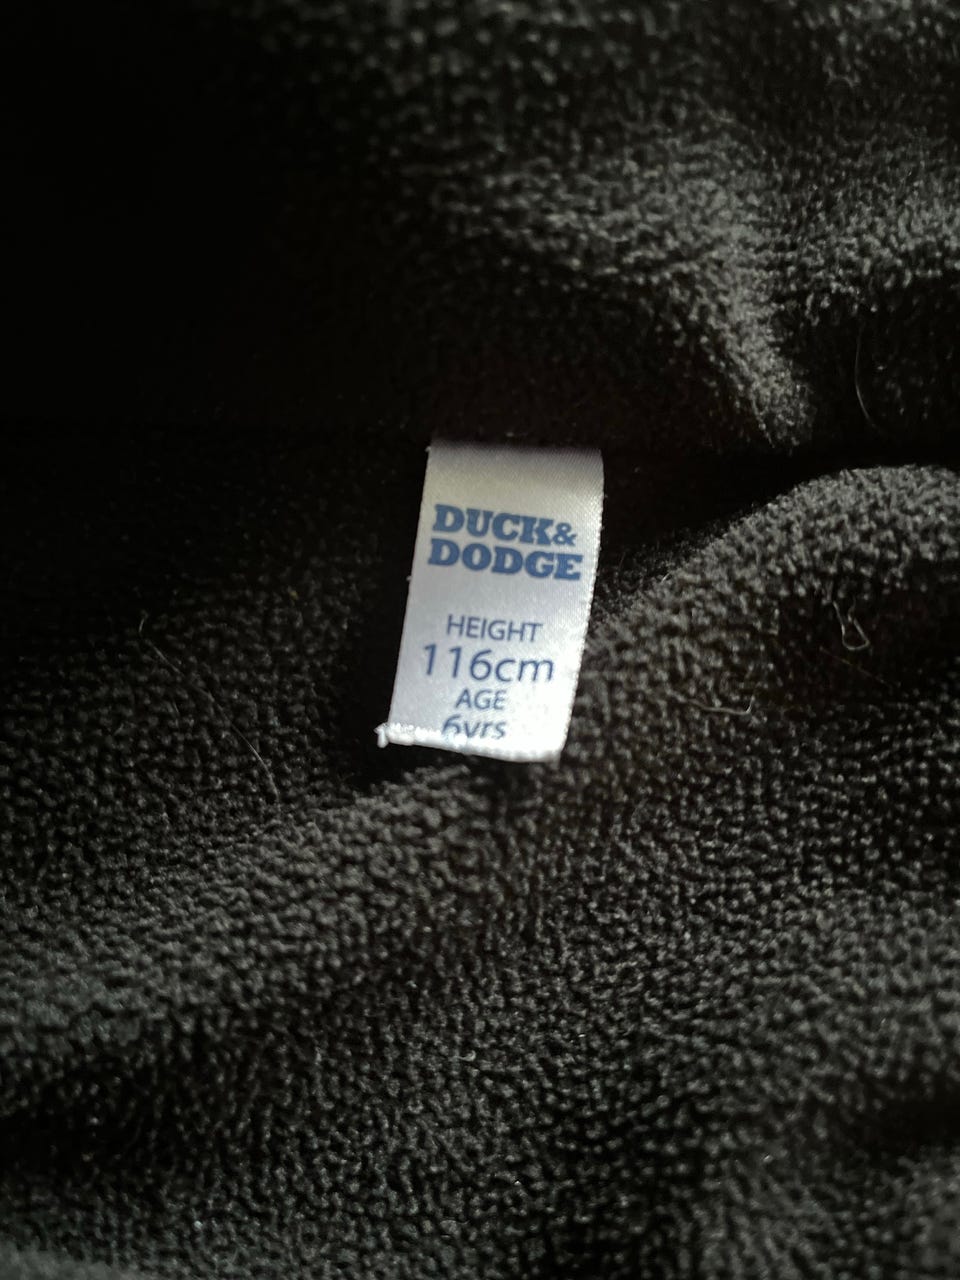 DUCK&
DODGE
HEIGHT
116cm
AGE
6yrs